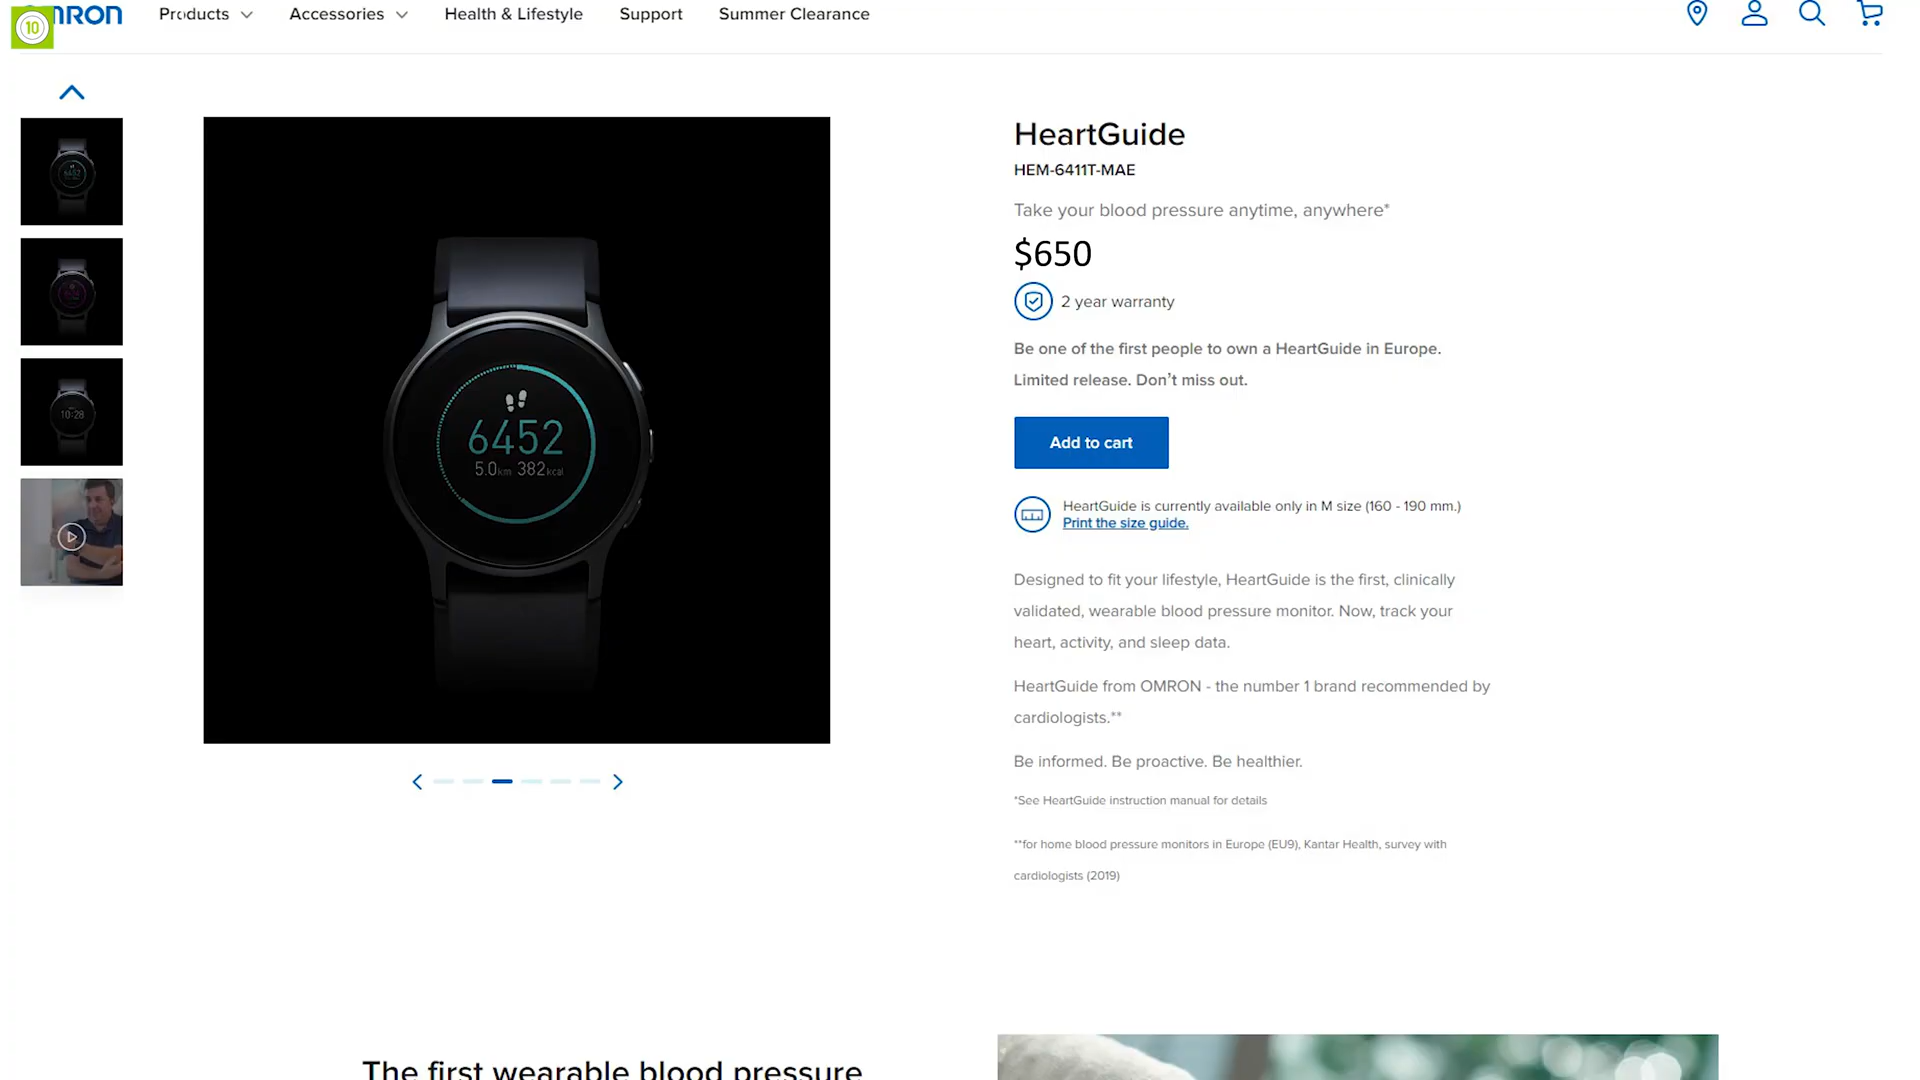 10
Products
Accessories
Health & Lifestyle
Support
Summer Clearance
HeartGuide
HEM-6411T-MAE
Take your blood pressure anytime, anywhere*
$650
2 year warranty
Be one of the first people to own a HeartGuide in Europe.
Limited release. Don't miss out.
Add to cart
HeartGuide is currently available only in M size (160 - 190 mm.)
Print the size guide.
Designed to fit your lifestyle, HeartGuide is the first, clinically
validated, wearable blood pressure monitor. Now, track your
heart, activity, and sleep data.
HeartGuide from OMRON - the number 1 brand recommended by
cardiologists.**
Be informed. Be proactive. Be healthier.
*See HeartGuide instruction manual for details
**for home blood pressure monitors in Europe (EU9), Kantar Health, survey with
cardiologists (2019)
6452
5.0km 382kcal
6452
10:28
The first wearable blood pressure